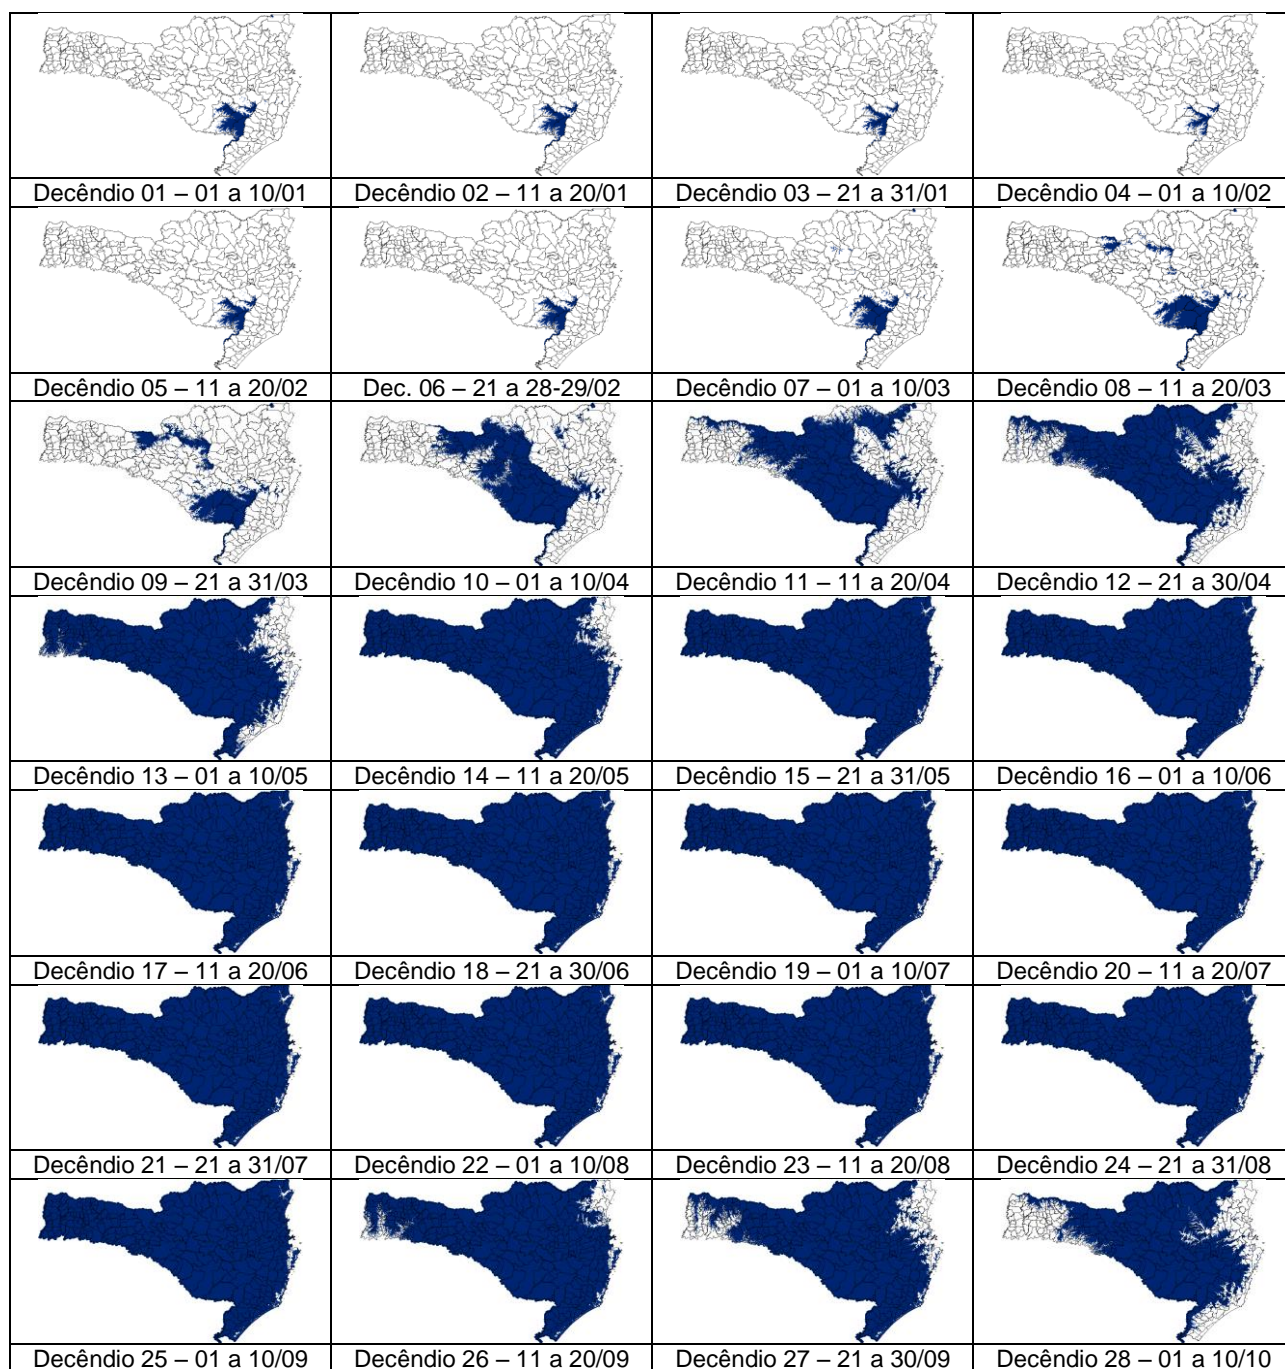 Decêndio 01 – 01 a 10/01
Decêndio 02 – 11 a 20/01
Decêndio 03 – 21 a 31/01
Decêndio 04 – 01 a 10/02
Decêndio 05 – 11 a 20/02
Dec. 06 – 21 a 28-29/02
Decêndio 07 – 01 a 10/03
Decêndio 08 – 11 a 20/03
Decêndio 09 – 21 a 31/03
Decêndio 10 – 01 a 10/04
Decêndio 11 – 11 a 20/04
Decêndio 12 – 21 a 30/04
Decêndio 13 – 01 a 10/05
Decêndio 14 – 11 a 20/05
Decêndio 15 – 21 a 31/05
Decêndio 16 – 01 a 10/06
Decêndio 17 – 11 a 20/06
Decêndio 18 – 21 a 30/06
Decêndio 19 – 01 a 10/07
Decêndio 20 – 11 a 20/07
Decêndio 21 – 21 a 31/07
Decêndio 22 – 01 a 10/08
Decêndio 23 – 11 a 20/08
Decêndio 24 – 21 a 31/08
Decêndio 25 – 01 a 10/09
Decêndio 26 – 11 a 20/09
Decêndio 27 – 21 a 30/09
Decêndio 28 – 01 a 10/10